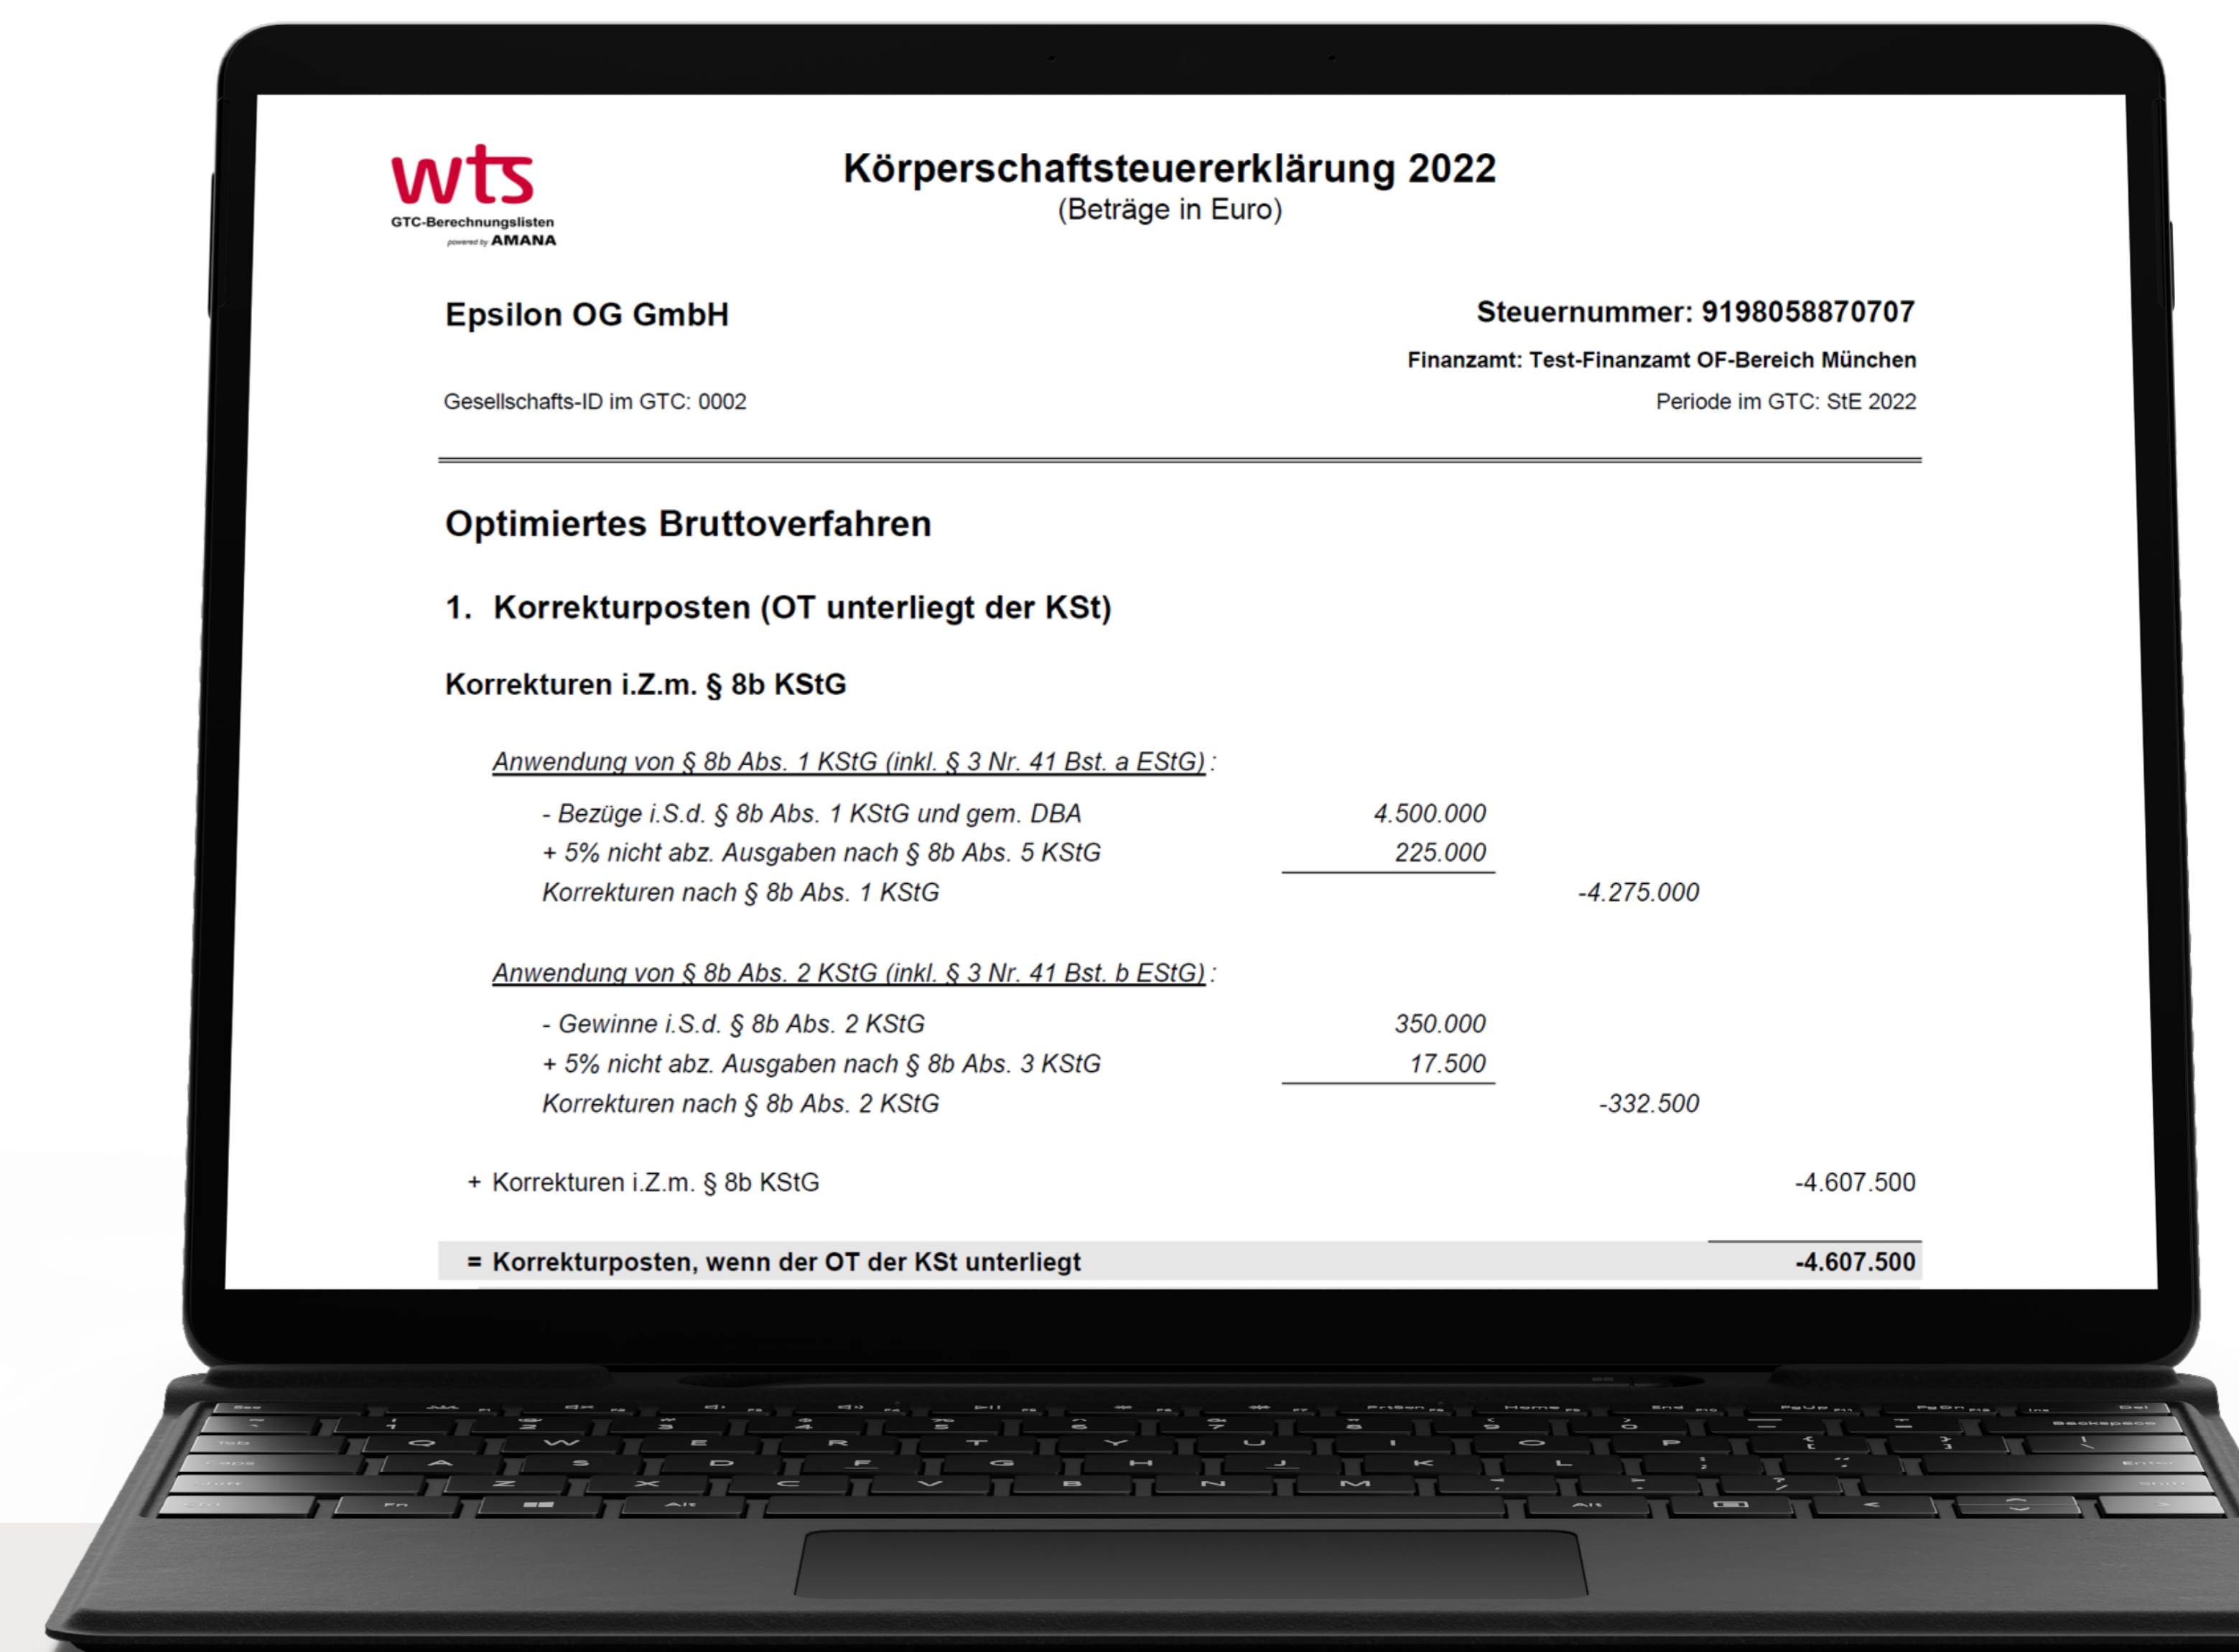 wts
GTC-Berechnungslisten
powered by AMANA
Körperschaftsteuererklärung 2022
(Beträge in Euro)
Epsilon OG GmbH
Steuernummer: 9198058870707
Finanzamt: Test-Finanzamt OF-Bereich München
Gesellschafts-ID im GTC: 0002
Periode im GTC: StE 2022
Optimiertes Bruttoverfahren
1. Korrekturposten (OT unterliegt der KSt)
Korrekturen i.Z.m. § 8b KStG
Anwendung von § 8b Abs. 1 KStG (inkl. § 3 Nr. 41 Bst. a EStG) :
- Bezüge i.S.d. § 8b Abs. 1 KStG und gem. DBA 4.500.000
+ 5% nicht abz. Ausgaben nach § 8b Abs. 5 KStG 225.000
Korrekturen nach § 8b Abs. 1 KStG -4.275.000
Anwendung von § 8b Abs. 2 KStG (inkl. § 3 Nr. 41 Bst. b EStG) :
- Gewinne i.S.d. § 8b Abs. 2 KStG 350.000
+ 5% nicht abz. Ausgaben nach § 8b Abs. 3 KStG 17.500
Korrekturen nach § 8b Abs. 2 KStG -332.500
+ Korrekturen i.Z.m. § 8b KStG -4.607.500
= Korrekturposten, wenn der OT der KSt unterliegt -4.607.500